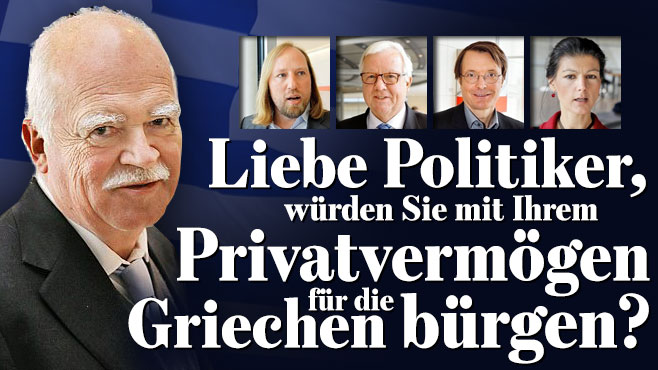 Liebe Politiker,
würden Sie mit Ihrem
Privatvermögen
für die
Griechen bürgen?